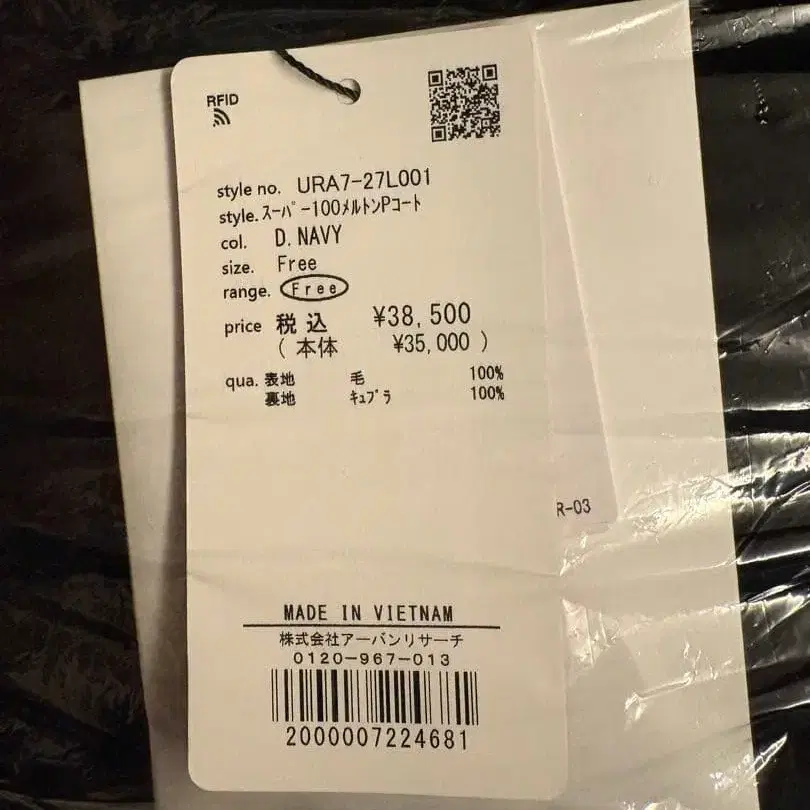 RFID
style no. URA7-27L001
style. ｽｰﾊﾟｰ100ﾒﾙﾄﾝPコート
col. D.NAVY
size. Free
range. Free
price 税込 ¥38,500
( 本体 ¥35,000 )
qua. 表地 毛 100%
裏地 ｷｭﾌﾟﾗ 100%
R-03
MADE IN VIETNAM
株式会社アーバンリサーチ
0120-967-013
2000007224681